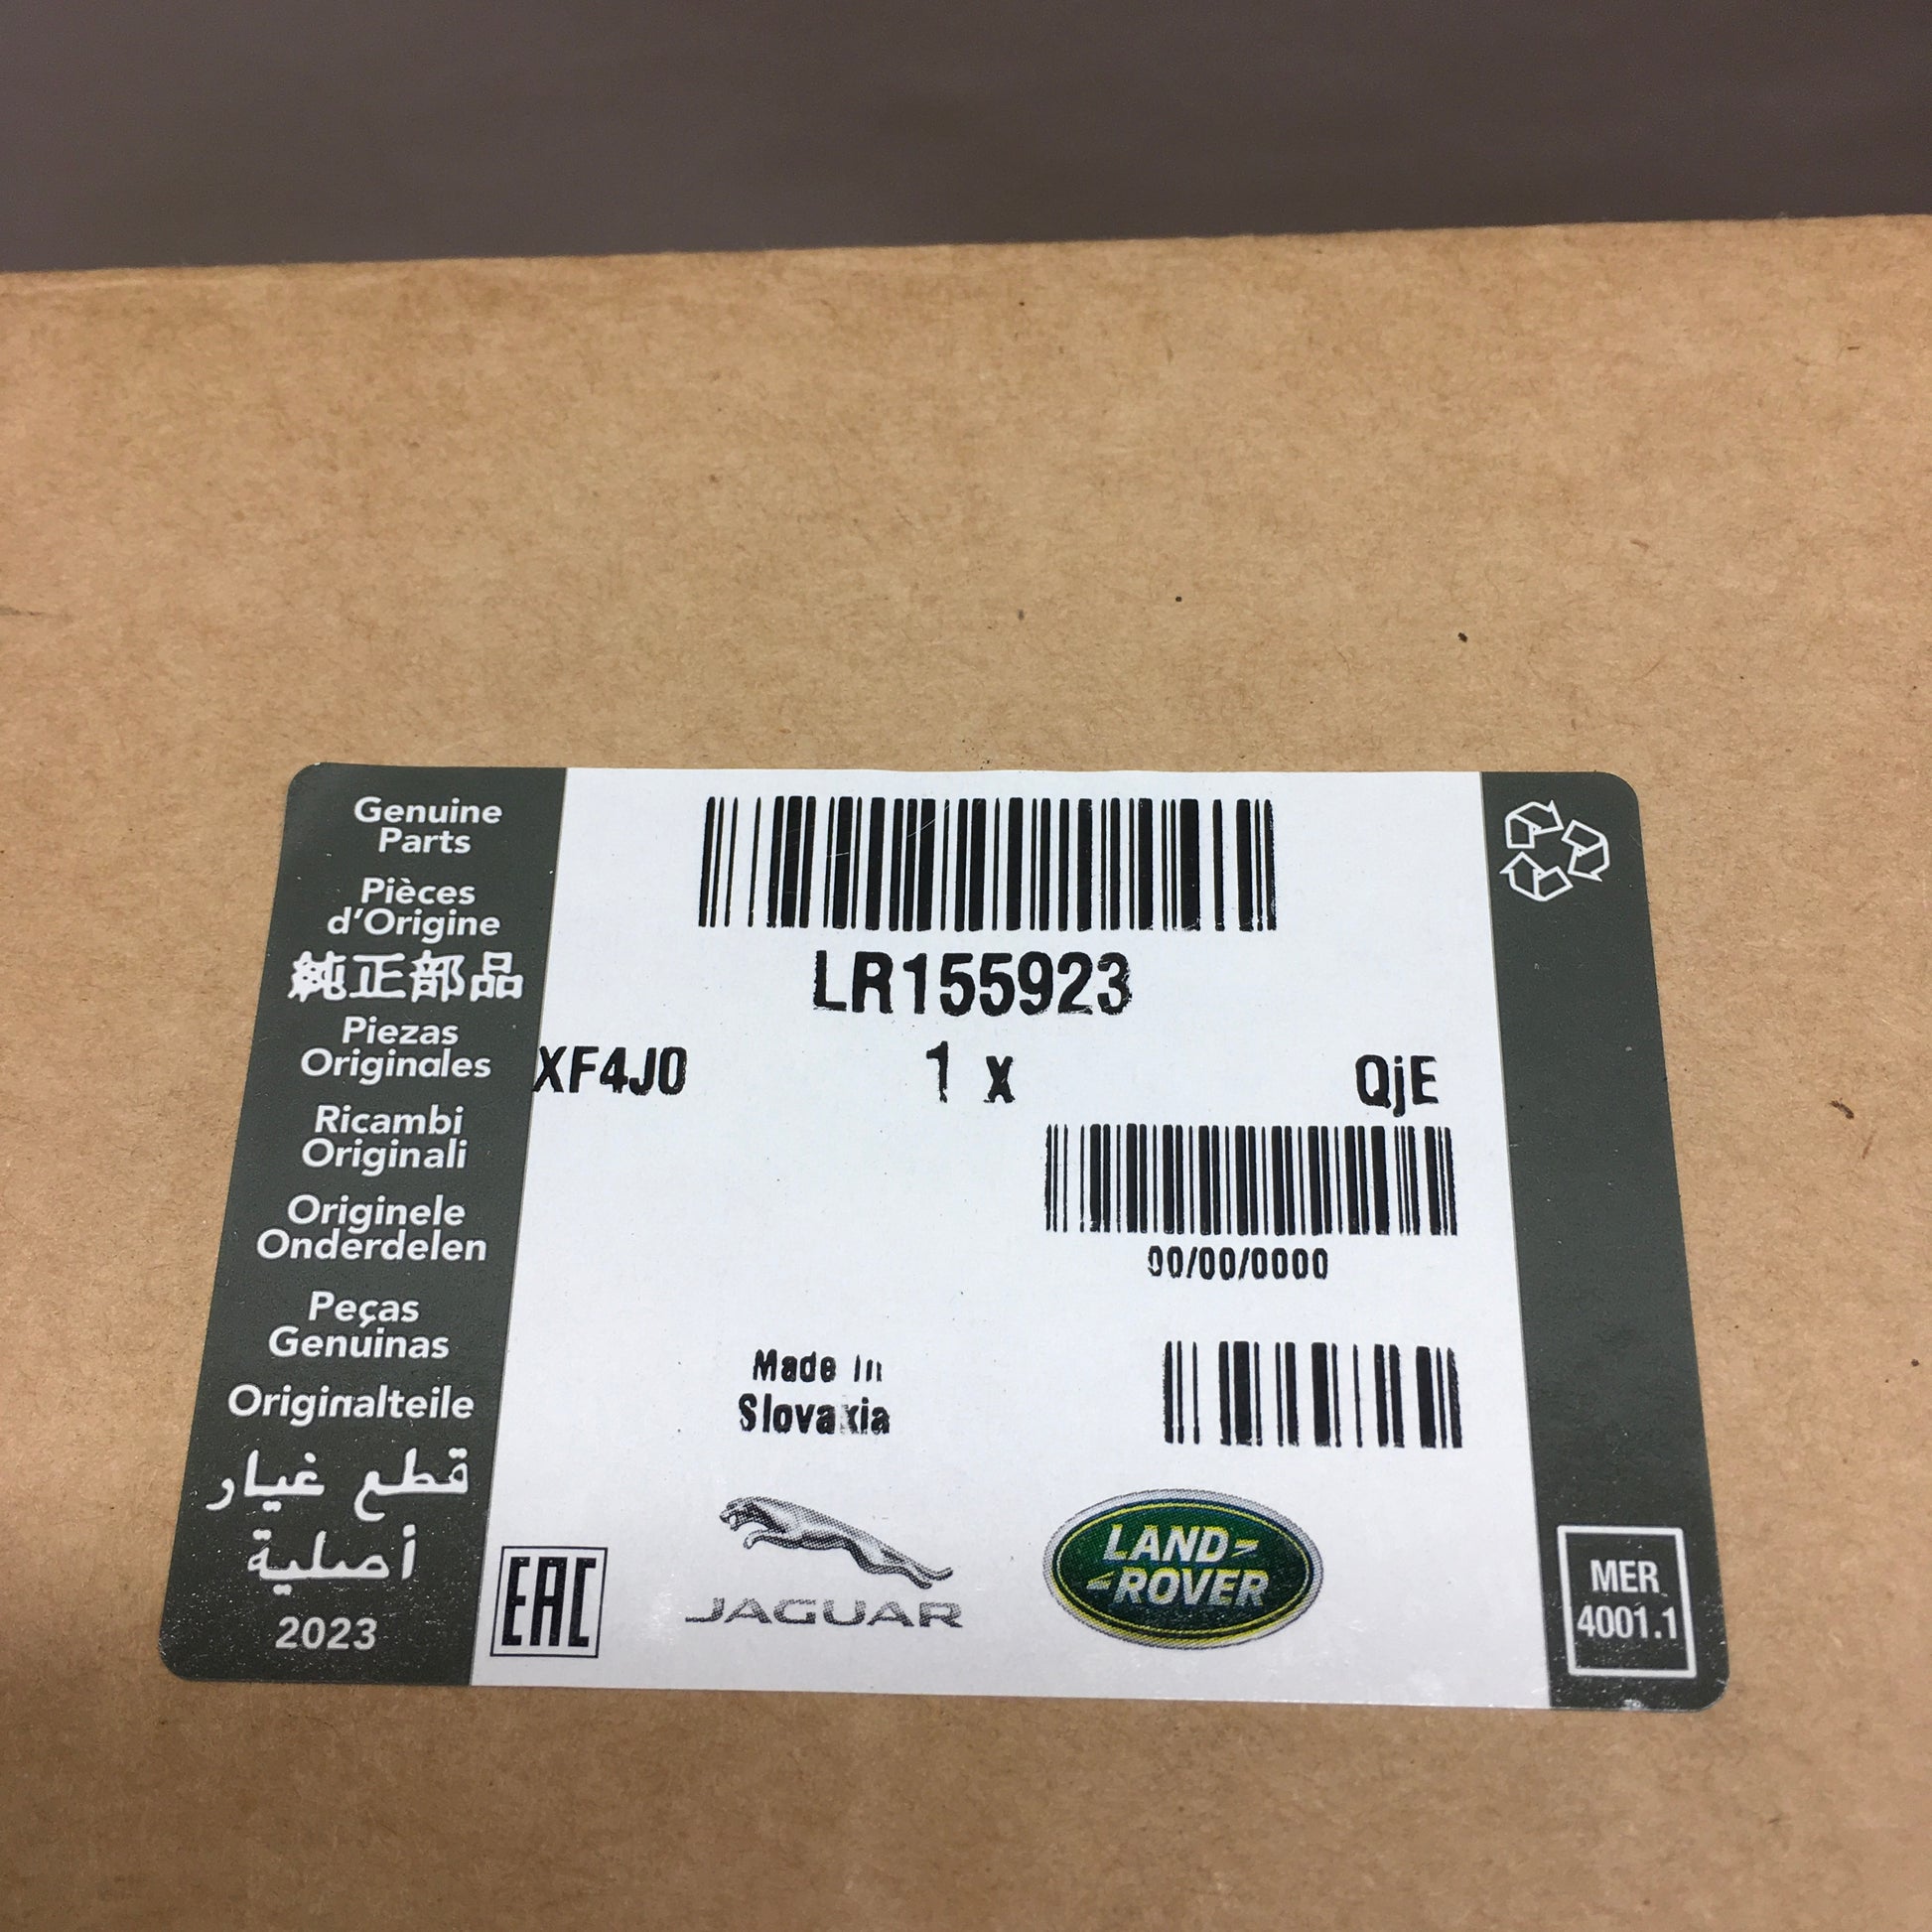 Genuine
Parts
Pièces
d'Origine
純正部品
Piezas
Originales
Ricambi
Originali
Originele
Onderdelen
Peças
Genuinas
Originalteile
قطع غيار
أصلية
2023
LR155923
XF4J0 1 x QjE
00/00/0000
Made in
Slovakia
EAC
JAGUAR
LAND-
-ROVER
MER
4001.1